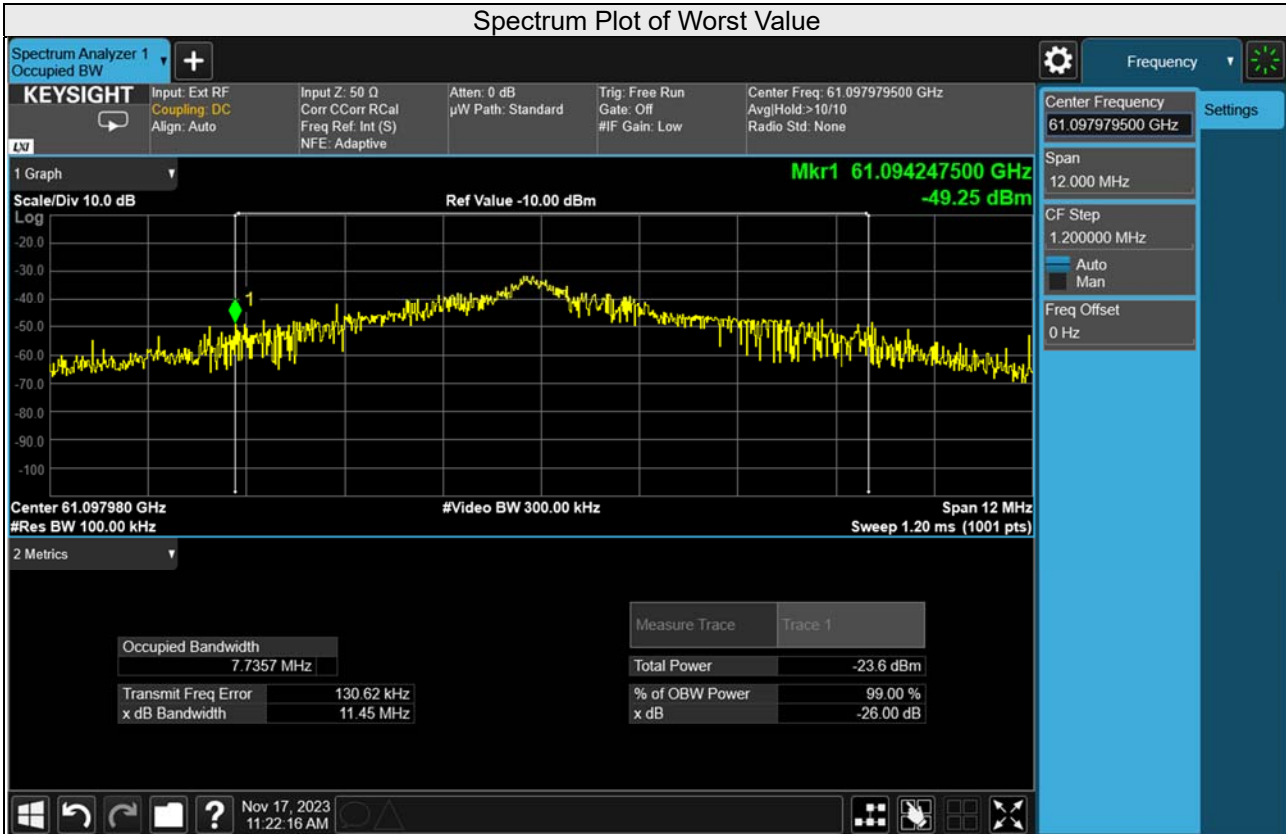 Spectrum Plot of Worst Value
Spectrum Analyzer 1
Occupied BW
Frequency
KEYSIGHT
LXI
Input: Ext RF
Coupling: DC
Align: Auto
Input Z: 50 Ω
Corr CCorr RCal
Freq Ref: Int (S)
NFE: Adaptive
Atten: 0 dB
µW Path: Standard
Trig: Free Run
Gate: Off
#IF Gain: Low
Center Freq: 61.097979500 GHz
Avg|Hold:>10/10
Radio Std: None
Center Frequency
61.097979500 GHz
Settings
Span
12.000 MHz
CF Step
1.200000 MHz
Auto
Man
Freq Offset
0 Hz
1 Graph
Mkr1 61.094247500 GHz
-49.25 dBm
Scale/Div 10.0 dB
Ref Value -10.00 dBm
Log
-20.0
-30.0
-40.0
-50.0
-60.0
-70.0
-80.0
-90.0
-100
1
Center 61.097980 GHz
#Video BW 300.00 kHz
Span 12 MHz
#Res BW 100.00 kHz
Sweep 1.20 ms (1001 pts)
2 Metrics
Measure Trace Trace 1
Occupied Bandwidth
7.7357 MHz
Total Power -23.6 dBm
Transmit Freq Error 130.62 kHz
% of OBW Power 99.00 %
x dB Bandwidth 11.45 MHz
x dB -26.00 dB
?
Nov 17, 2023
11:22:16 AM